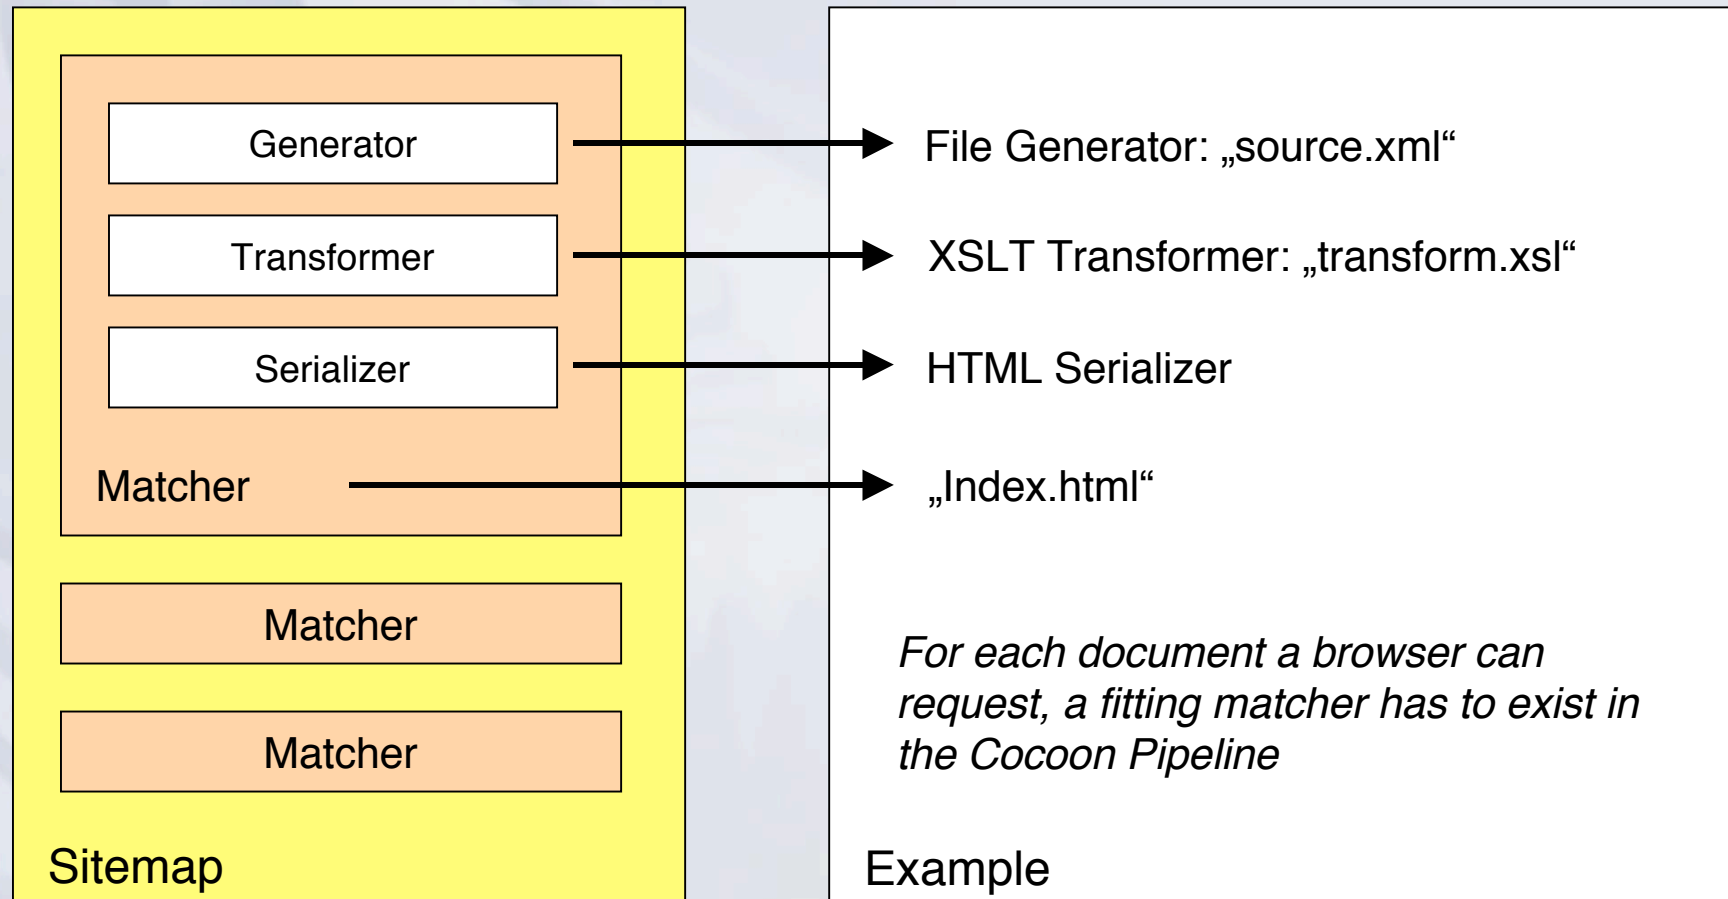 Generator
Transformer
Serializer
Matcher
Matcher
Matcher
Sitemap
File Generator: „source.xml“
XSLT Transformer: „transform.xsl“
HTML Serializer
„Index.html“
For each document a browser can
request, a fitting matcher has to exist in
the Cocoon Pipeline
Example